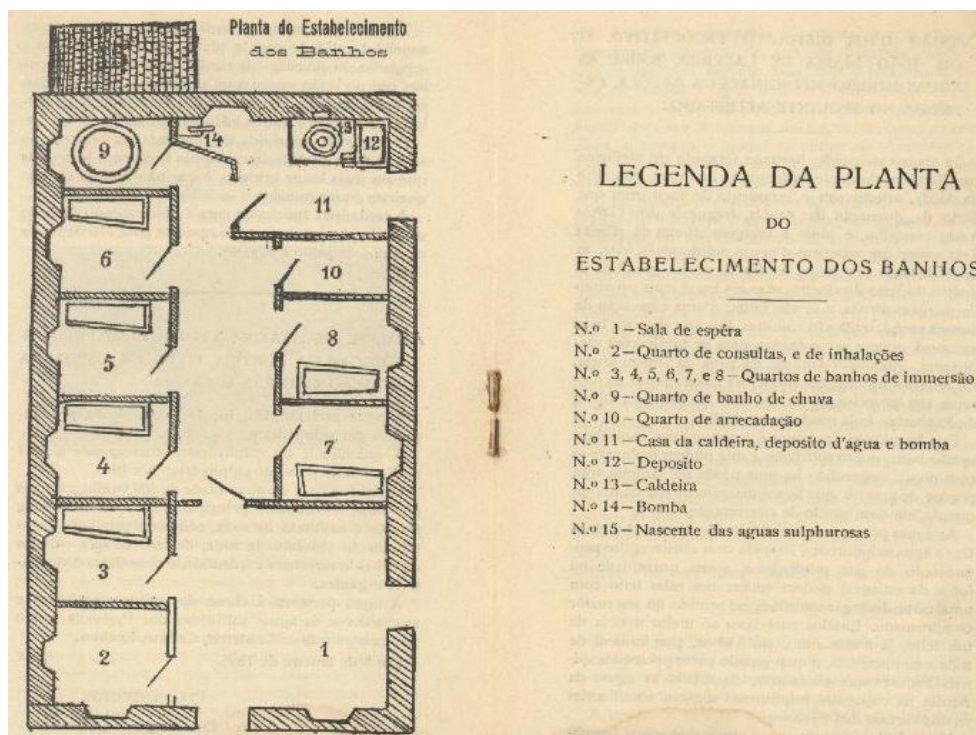 Planta do Estabelecimento
dos Banhos
9
14
13
12
11
6
10
5
8
4
7
3
2
1
LEGENDA DA PLANTA
DO
ESTABELECIMENTO DOS BANHOS
N.º 1—Sala de espéra
N.º 2—Quarto de consultas, e de inhalações
N.º 3, 4, 5, 6, 7, e 8—Quartos de banhos de immersão
N.º 9—Quarto de banho de chuva
N.º 10—Quarto de arrecadação
N.º 11—Casa da caldeira, deposito d'agua e bomba
N.º 12—Deposito
N.º 13—Caldeira
N.º 14—Bomba
N.º 15—Nascente das aguas sulphurosas